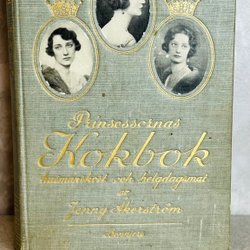 Prinsessornas
Kokbok
husmanskost och helgdagsmat
av
Jenny Åkerström
Bonniers